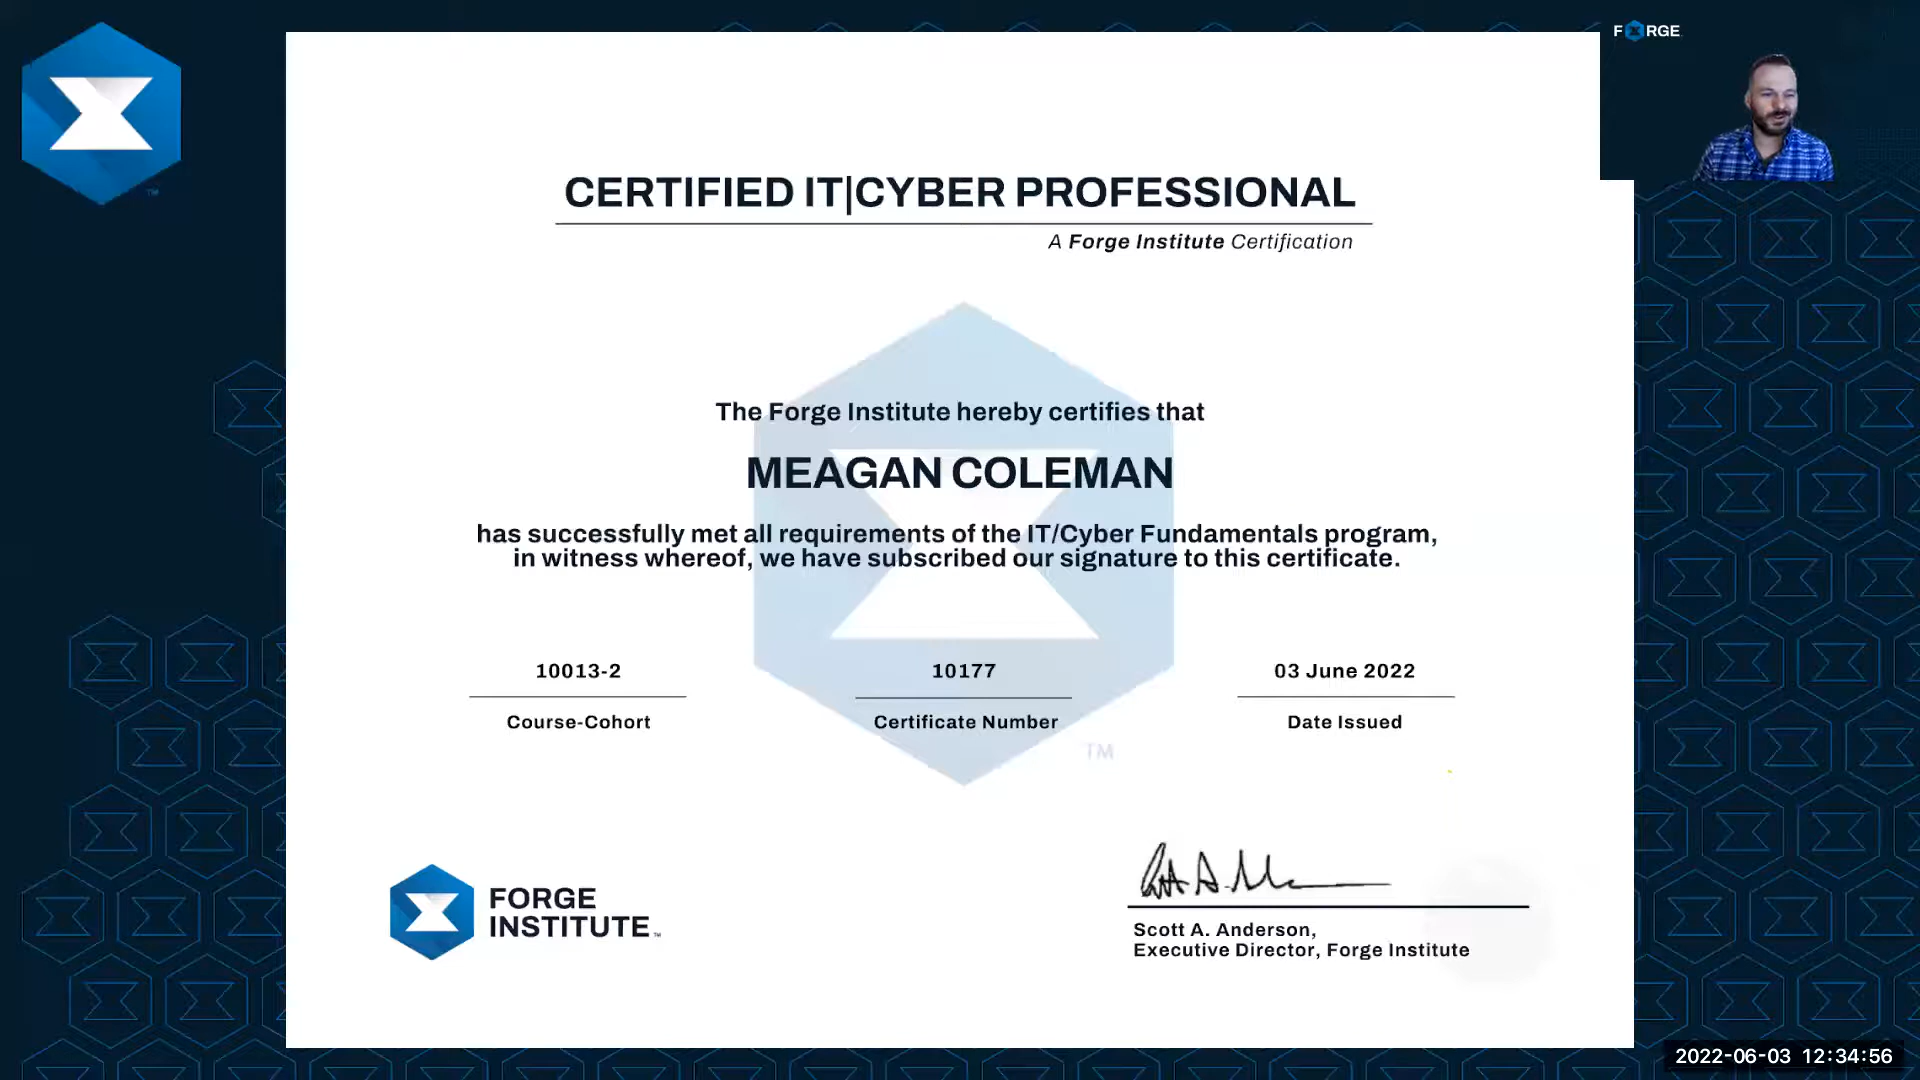 F RGE
CERTIFIED IT|CYBER PROFESSIONAL
A Forge Institute Certification
The Forge Institute hereby certifies that
MEAGAN COLEMAN
has successfully met all requirements of the IT/Cyber Fundamentals program,
in witness whereof, we have subscribed our signature to this certificate.
10013-2
Course-Cohort
10177
Certificate Number
03 June 2022
Date Issued
TM
FORGE
INSTITUTE™
Scott A. Anderson,
Executive Director, Forge Institute
2022-06-03 12:34:56